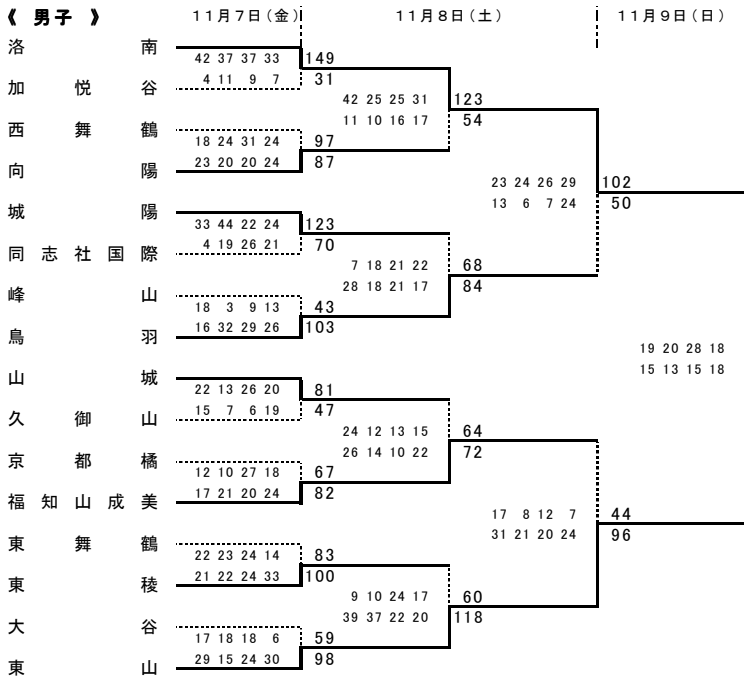 《 男子 》 11月7日(金) 11月8日(土) 11月9日(日)
洛南
42 37 37 33 149
4 11 9 7 31
加悦谷
42 25 25 31 123
11 10 16 17 54
西舞鶴
18 24 31 24 97
23 20 20 24 87
向陽
23 24 26 29 102
13 6 7 24 50
城陽
33 44 22 24 123
4 19 26 21 70
同志社国際
7 18 21 22 68
28 18 21 17 84
峰山
18 3 9 13 43
16 32 29 26 103
鳥羽
19 20 28 18
15 13 15 18
山城
22 13 26 20 81
15 7 6 19 47
久御山
24 12 13 15 64
26 14 10 22 72
京都橘
12 10 27 18 67
17 21 20 24 82
福知山成美
17 8 12 7 44
31 21 20 24 96
東舞鶴
22 23 24 14 83
21 22 24 33 100
東稜
9 10 24 17 60
39 37 22 20 118
大谷
17 18 18 6 59
29 15 24 30 98
東山